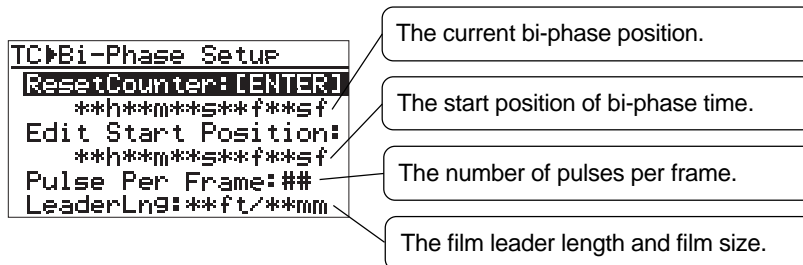 TC▶Bi-Phase Setup
ResetCounter:[ENTER]
**h**m**s**f**sf
Edit Start Position:
**h**m**s**f**sf
Pulse Per Frame:##
LeaderLng:**ft/**mm
The current bi-phase position.
The start position of bi-phase time.
The number of pulses per frame.
The film leader length and film size.